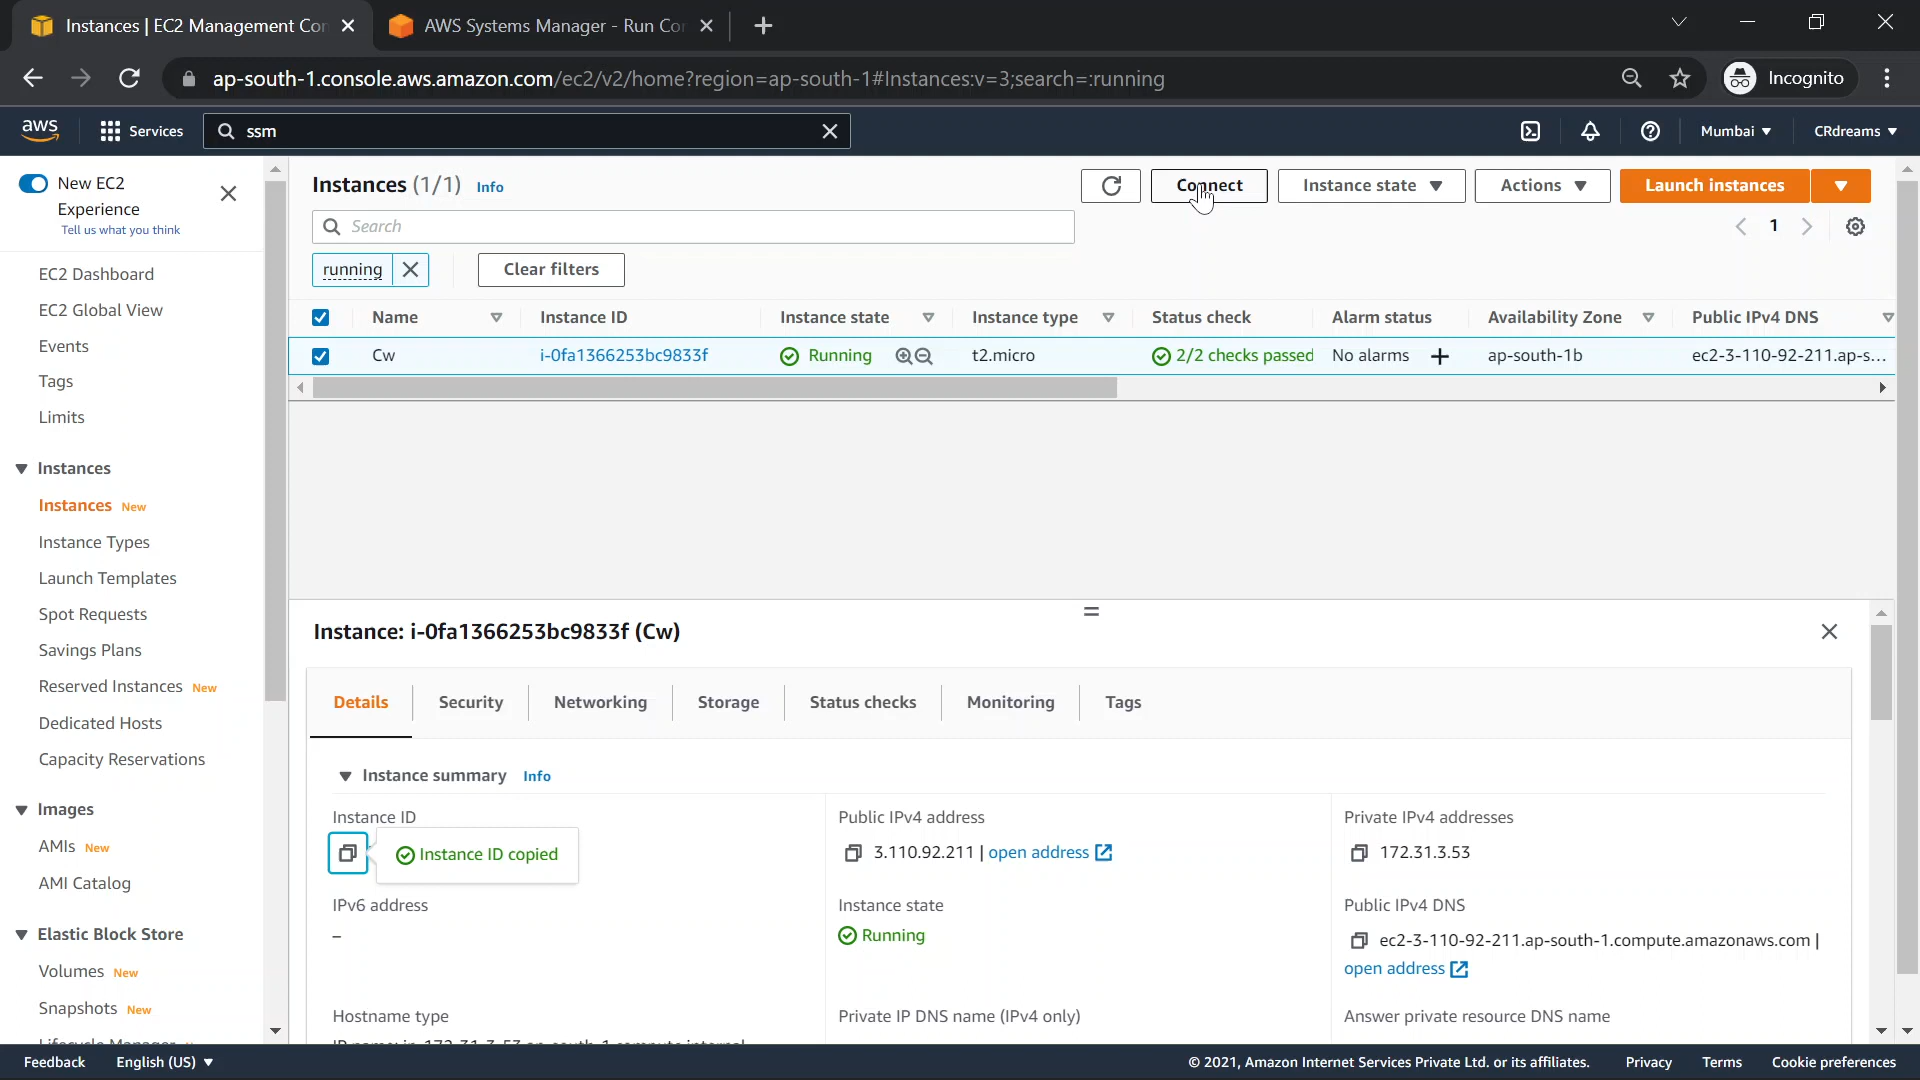 Instances | EC2 Management Con
AWS Systems Manager - Run Co
ap-south-1.console.aws.amazon.com/ec2/v2/home?region=ap-south-1#Instances:v=3;search=:running
Incognito
aws
Services
ssm
Mumbai
CRdreams
New EC2
Experience
Tell us what you think
EC2 Dashboard
EC2 Global View
Events
Tags
Limits
Instances
Instances New
Instance Types
Launch Templates
Spot Requests
Savings Plans
Reserved Instances New
Dedicated Hosts
Capacity Reservations
Images
AMIs New
AMI Catalog
Elastic Block Store
Volumes New
Snapshots New
Instances (1/1) Info
Connect
Instance state
Actions
Launch instances
Search
1
running
Clear filters
Name Instance ID Instance state Instance type Status check Alarm status Availability Zone Public IPv4 DNS
Cw i-0fa1366253bc9833f Running t2.micro 2/2 checks passed No alarms + ap-south-1b ec2-3-110-92-211.ap-s...
Instance: i-0fa1366253bc9833f (Cw)
Details Security Networking Storage Status checks Monitoring Tags
Instance summary Info
Instance ID
Instance ID copied
Public IPv4 address
3.110.92.211 | open address
Private IPv4 addresses
172.31.3.53
IPv6 address
–
Instance state
Running
Public IPv4 DNS
ec2-3-110-92-211.ap-south-1.compute.amazonaws.com |
open address
Hostname type
Private IP DNS name (IPv4 only)
Answer private resource DNS name
Feedback
English (US)
© 2021, Amazon Internet Services Private Ltd. or its affiliates.
Privacy
Terms
Cookie preferences